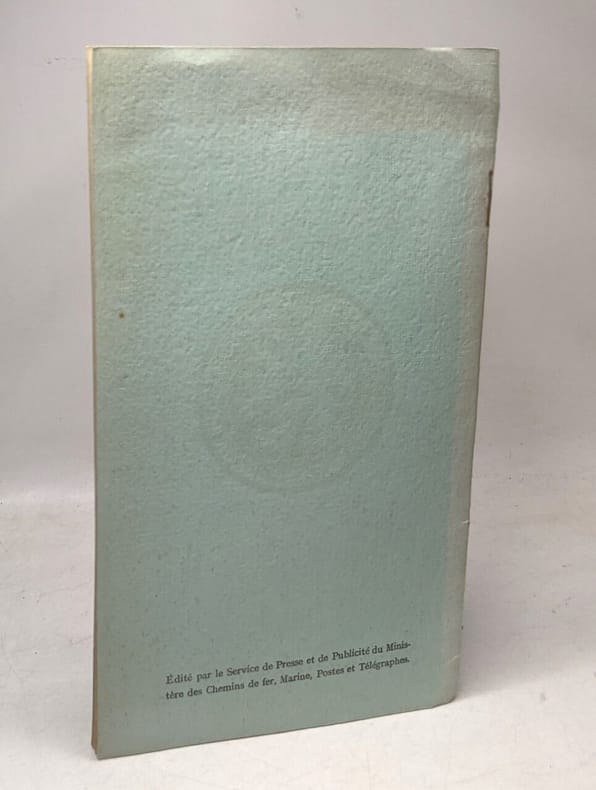 Édité par le Service de Presse et de Publicité du Minis-
tère des Chemins de fer, Marine, Postes et Télégraphes.